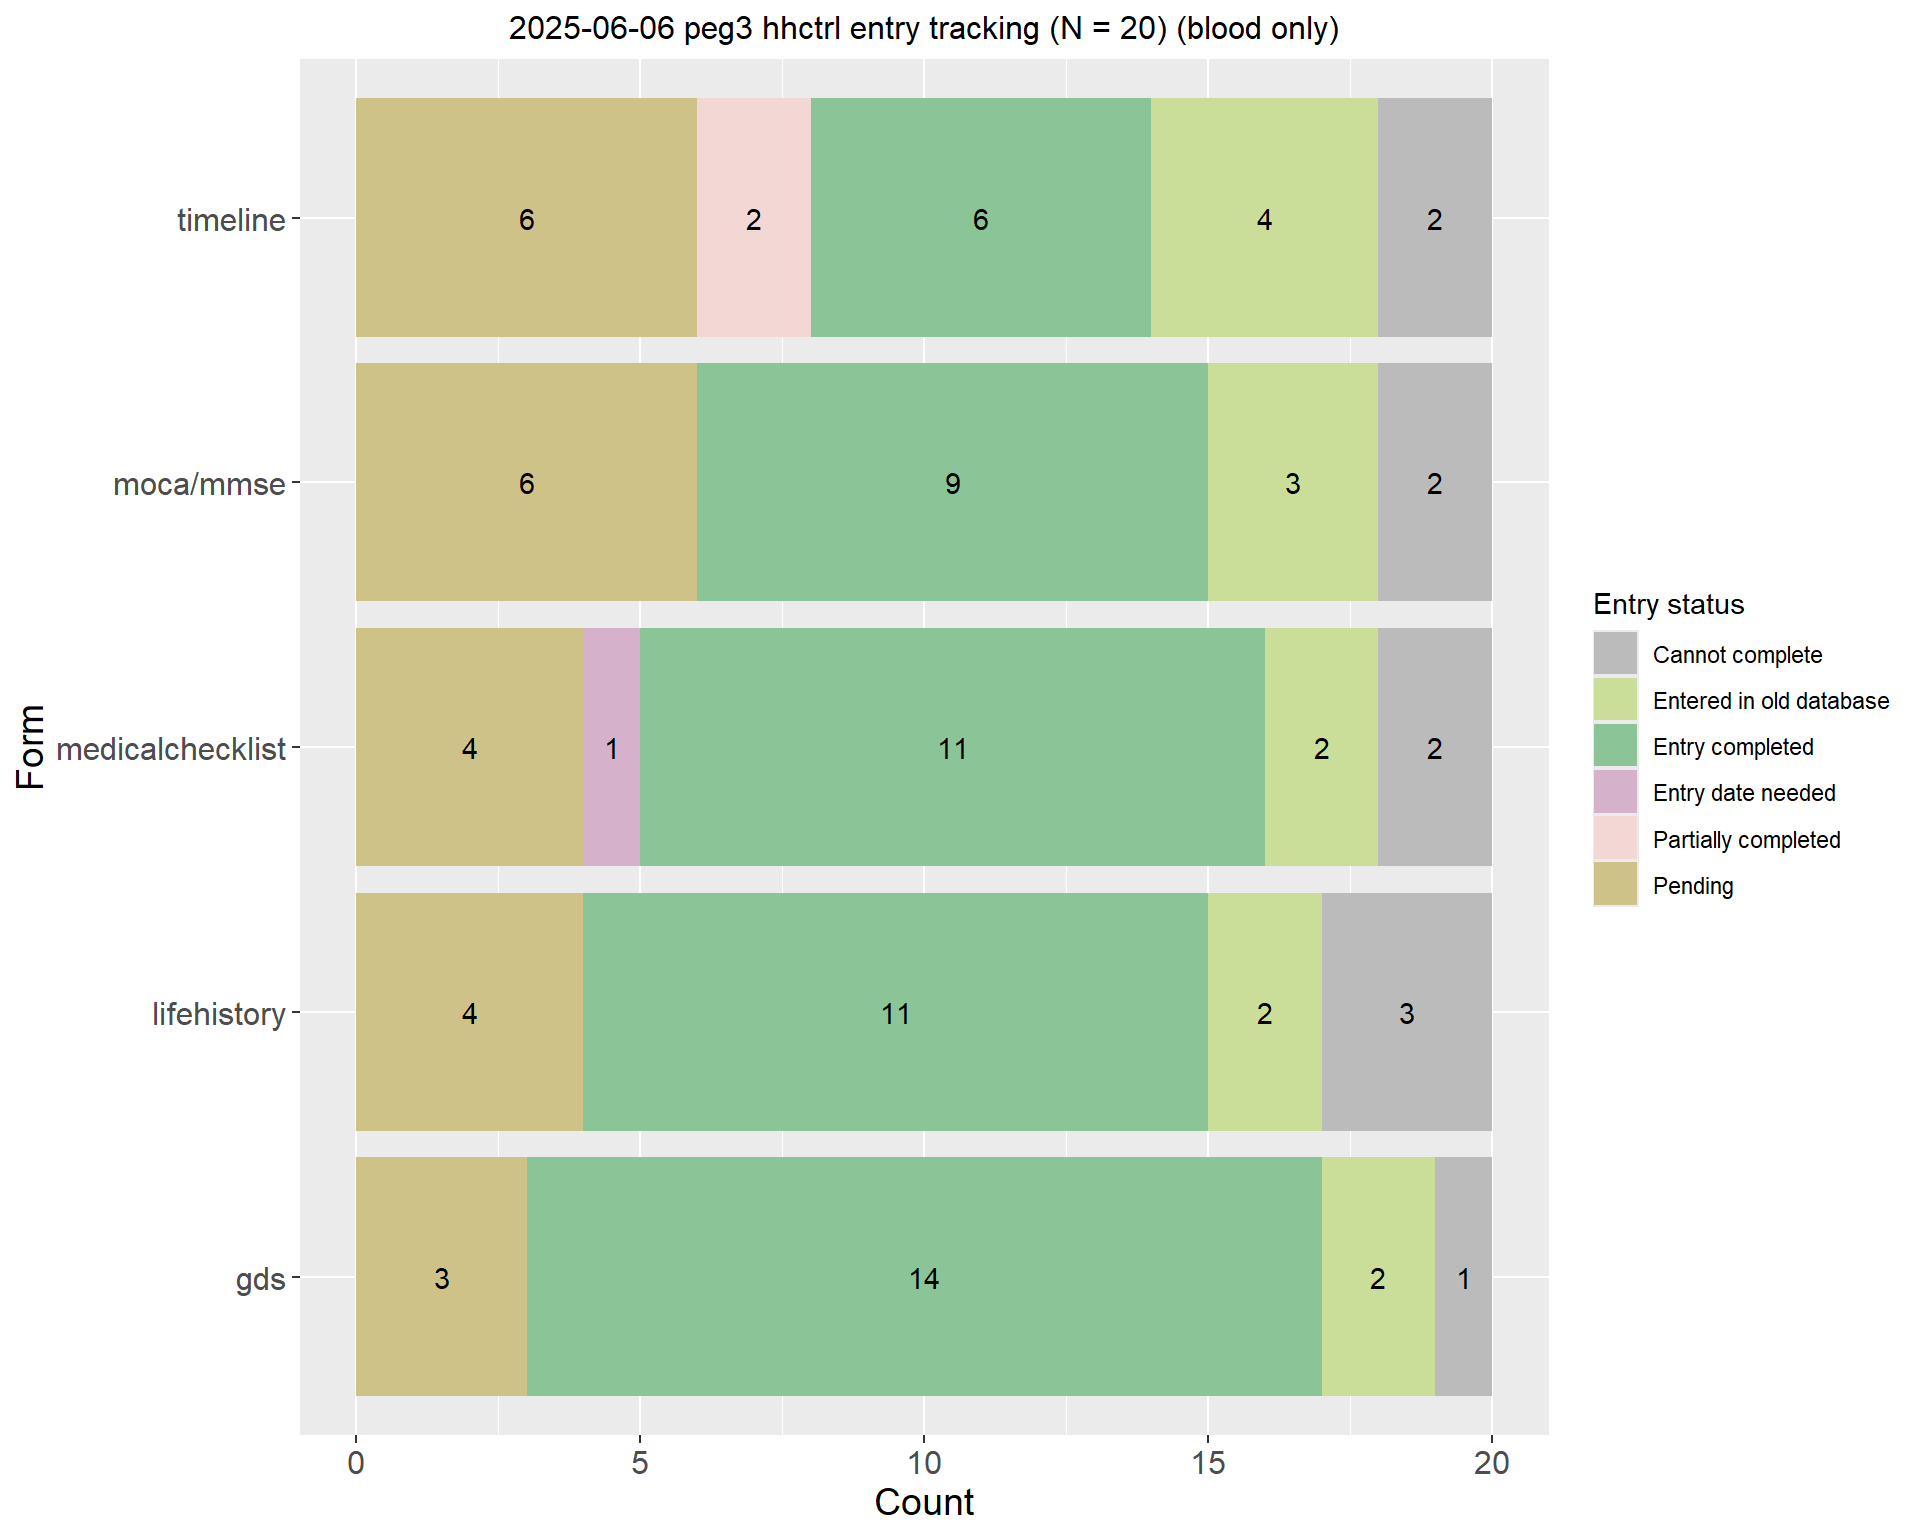 2025-06-06 peg3 hhctrl entry tracking (N = 20) (blood only)
timeline
6 2 6 4 2
moca/mmse
6 9 3 2
Form
medicalchecklist
4 1 11 2 2
lifehistory
4 11 2 3
gds
3 14 2 1
0 5 10 15 20
Count
Entry status
Cannot complete
Entered in old database
Entry completed
Entry date needed
Partially completed
Pending